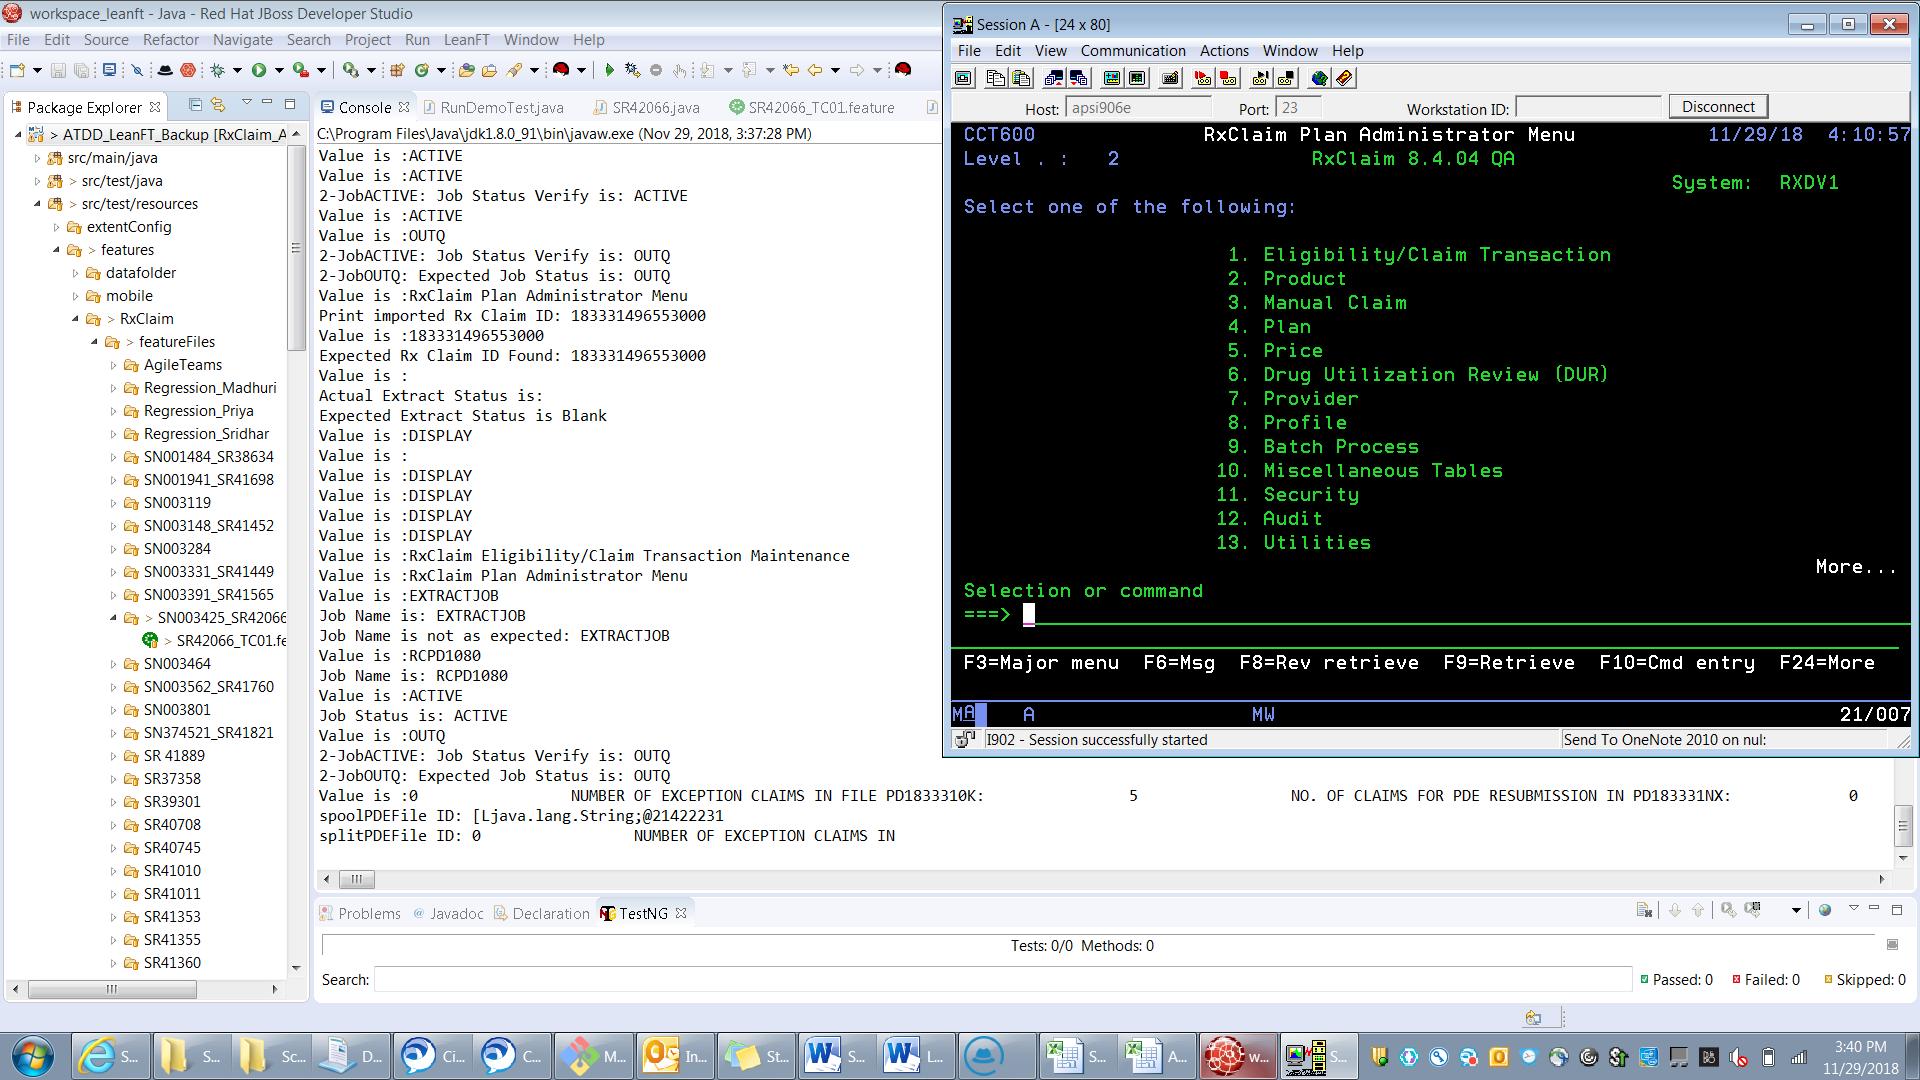 workspace_leanft - Java - Red Hat JBoss Developer Studio
File Edit Source Refactor Navigate Search Project Run LeanFT Window Help
Package Explorer
> ATDD_LeanFT_Backup [RxClaim_A
src/main/java
> src/test/java
> src/test/resources
extentConfig
> features
datafolder
mobile
> RxClaim
> featureFiles
AgileTeams
Regression_Madhuri
Regression_Priya
Regression_Sridhar
SN001484_SR38634
SN001941_SR41698
SN003119
SN003148_SR41452
SN003284
SN003331_SR41449
SN003391_SR41565
> SN003425_SR42066
> SR42066_TC01.fe
SN003464
SN003562_SR41760
SN003801
SN374521_SR41821
SR 41889
SR37358
SR39301
SR40708
SR40745
SR41010
SR41011
SR41353
SR41355
SR41360
Console RunDemoTest.java SR42066.java SR42066_TC01.feature
C:\Program Files\Java\jdk1.8.0_91\bin\javaw.exe (Nov 29, 2018, 3:37:28 PM)
Value is :ACTIVE
Value is :ACTIVE
2-JobACTIVE: Job Status Verify is: ACTIVE
Value is :ACTIVE
Value is :OUTQ
2-JobACTIVE: Job Status Verify is: OUTQ
2-JobOUTQ: Expected Job Status is: OUTQ
Value is :RxClaim Plan Administrator Menu
Print imported Rx Claim ID: 183331496553000
Value is :183331496553000
Expected Rx Claim ID Found: 183331496553000
Value is :
Actual Extract Status is:
Expected Extract Status is Blank
Value is :DISPLAY
Value is :
Value is :DISPLAY
Value is :DISPLAY
Value is :DISPLAY
Value is :DISPLAY
Value is :RxClaim Eligibility/Claim Transaction Maintenance
Value is :RxClaim Plan Administrator Menu
Value is :EXTRACTJOB
Job Name is: EXTRACTJOB
Job Name is not as expected: EXTRACTJOB
Value is :RCPD1080
Job Name is: RCPD1080
Value is :ACTIVE
Job Status is: ACTIVE
Value is :OUTQ
2-JobACTIVE: Job Status Verify is: OUTQ
2-JobOUTQ: Expected Job Status is: OUTQ
Value is :0 NUMBER OF EXCEPTION CLAIMS IN FILE PD1833310K: 5 NO. OF CLAIMS FOR PDE RESUBMISSION IN PD183331NX: 0
spoolPDEFile ID: [Ljava.lang.String;@21422231
splitPDEFile ID: 0 NUMBER OF EXCEPTION CLAIMS IN
Problems Javadoc Declaration TestNG
Tests: 0/0 Methods: 0
Search: Passed: 0 Failed: 0 Skipped: 0
Session A - [24 x 80]
File Edit View Communication Actions Window Help
Host: apsi906e Port: 23 Workstation ID: Disconnect
CCT600 RxClaim Plan Administrator Menu 11/29/18 4:10:57
Level . : 2 RxClaim 8.4.04 QA
System: RXDV1
Select one of the following:
1. Eligibility/Claim Transaction
2. Product
3. Manual Claim
4. Plan
5. Price
6. Drug Utilization Review (DUR)
7. Provider
8. Profile
9. Batch Process
10. Miscellaneous Tables
11. Security
12. Audit
13. Utilities
More...
Selection or command
===>
F3=Major menu F6=Msg F8=Rev retrieve F9=Retrieve F10=Cmd entry F24=More
MA A MW 21/007
I902 - Session successfully started Send To OneNote 2010 on nul:
S... S... Sc... D... Ci... C... M... In... St... S... L... S... A... w... S...
3:40 PM
11/29/2018